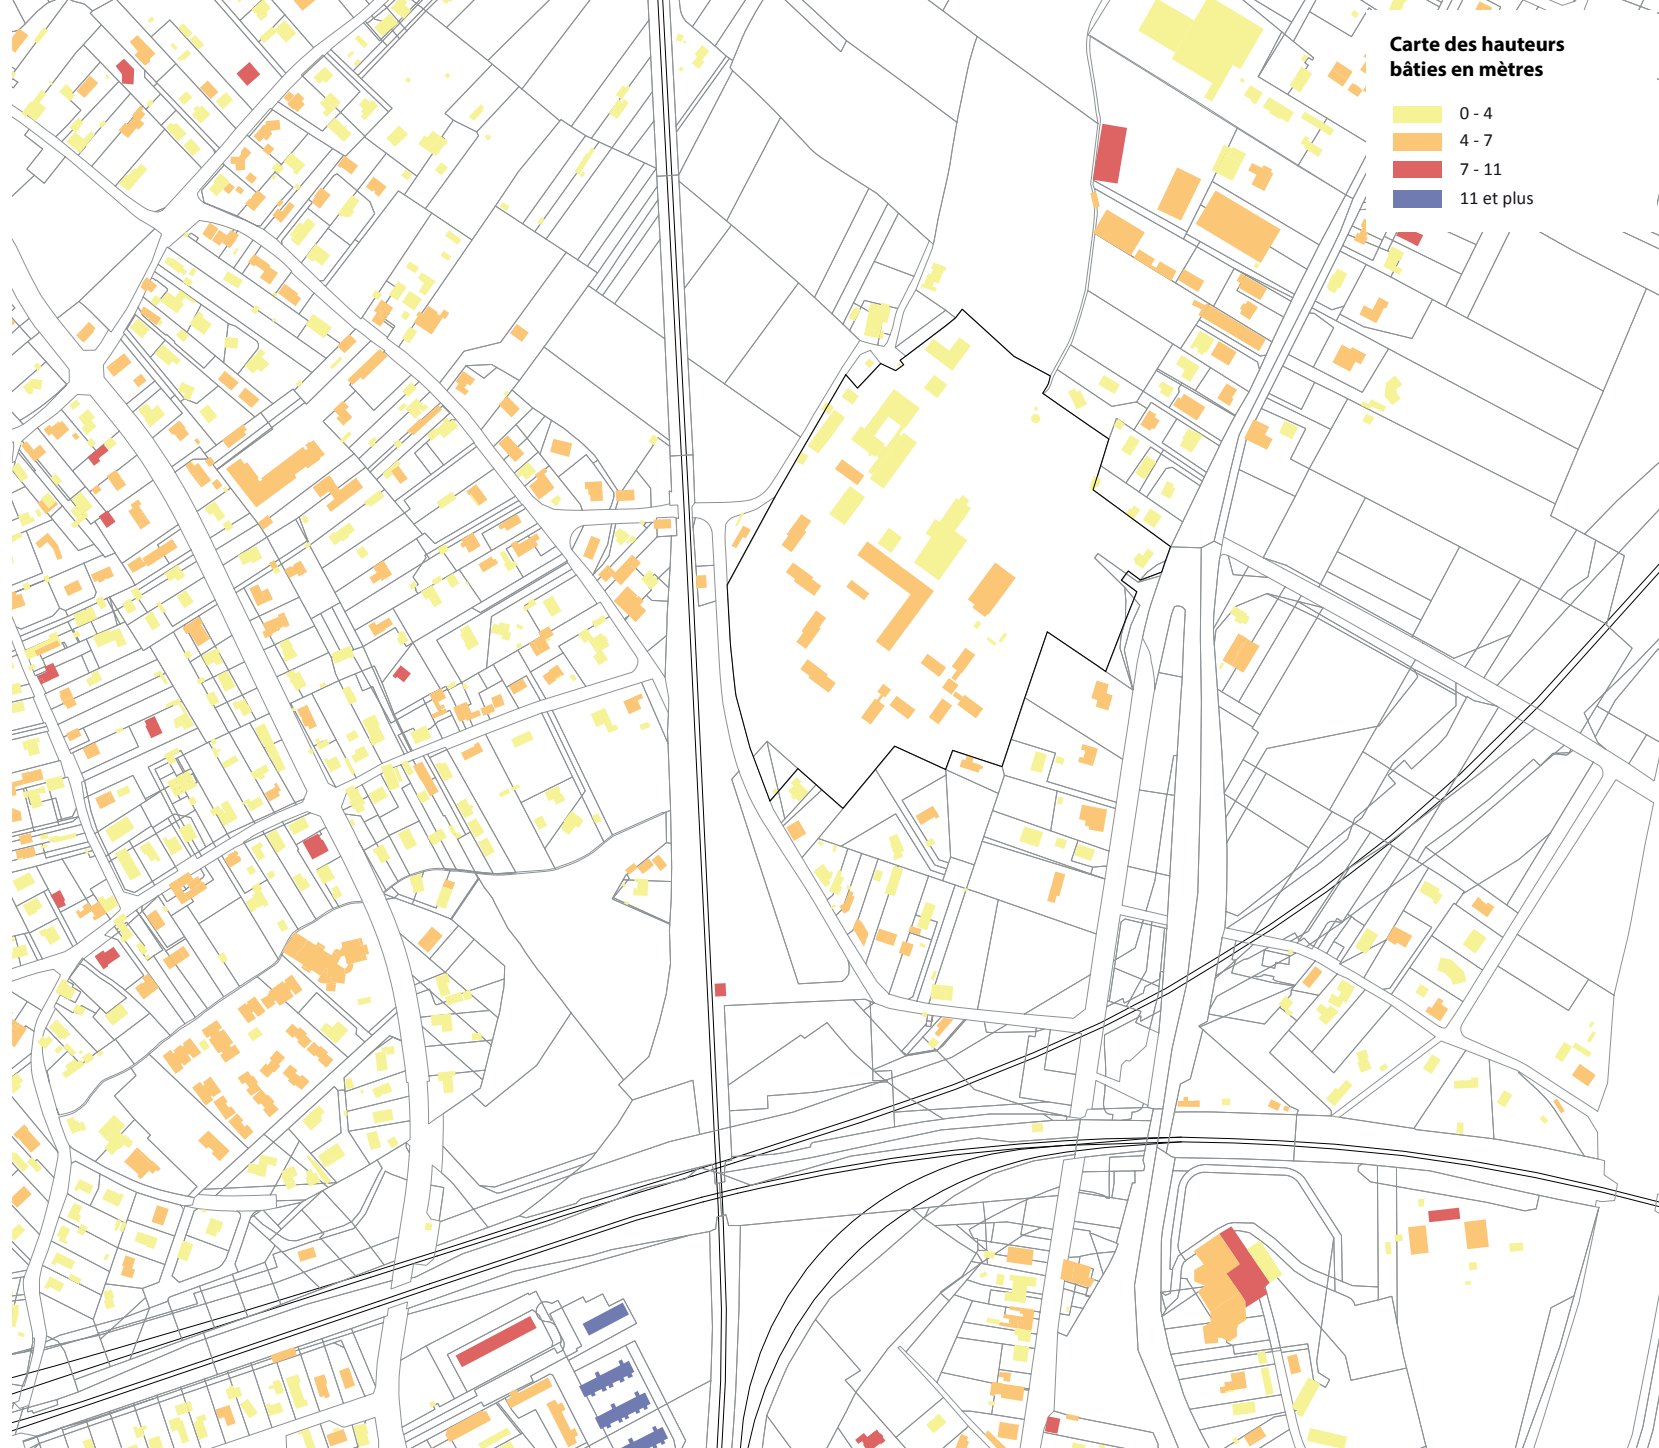 Carte des hauteurs
bâties en mètres
0 - 4
4 - 7
7 - 11
11 et plus